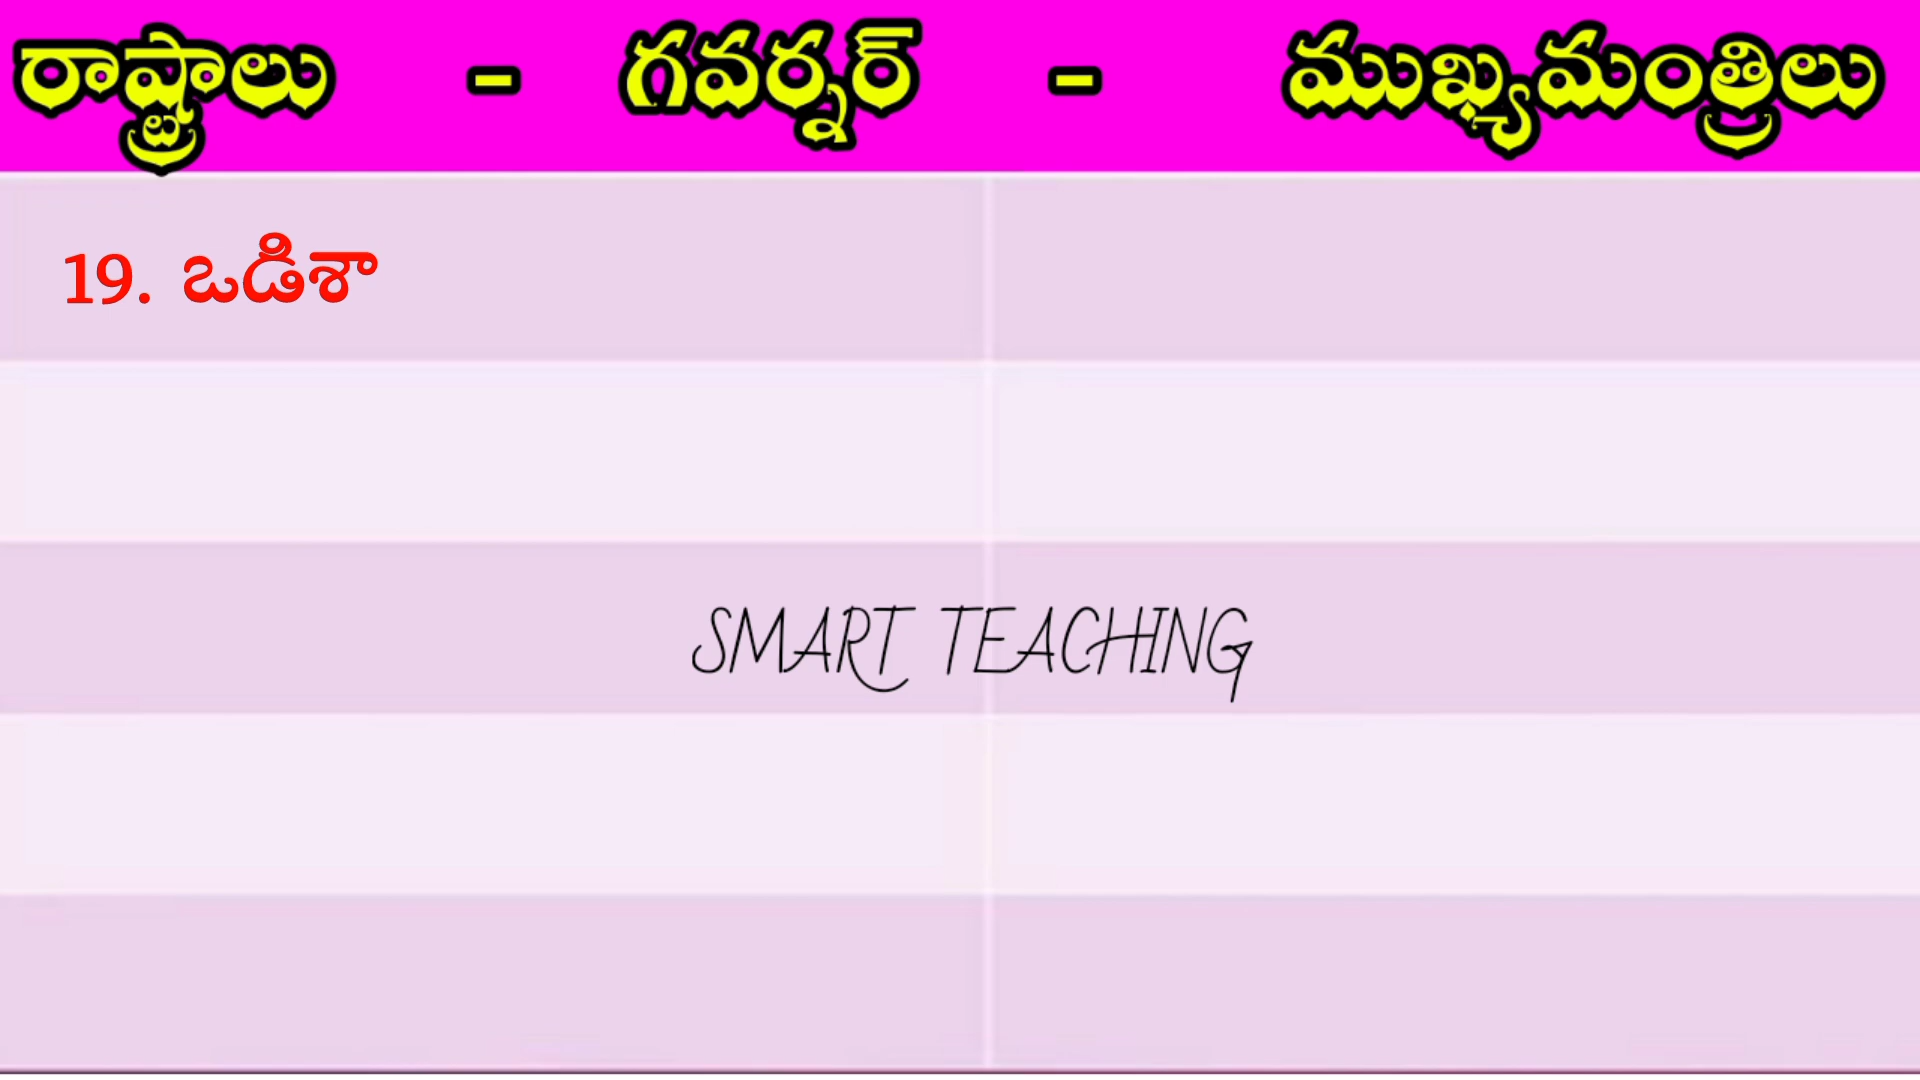 రాష్ట్రాలు - గవర్నర్ - ముఖ్యమంత్రిలు
19. ఒడిశా
SMART TEACHING